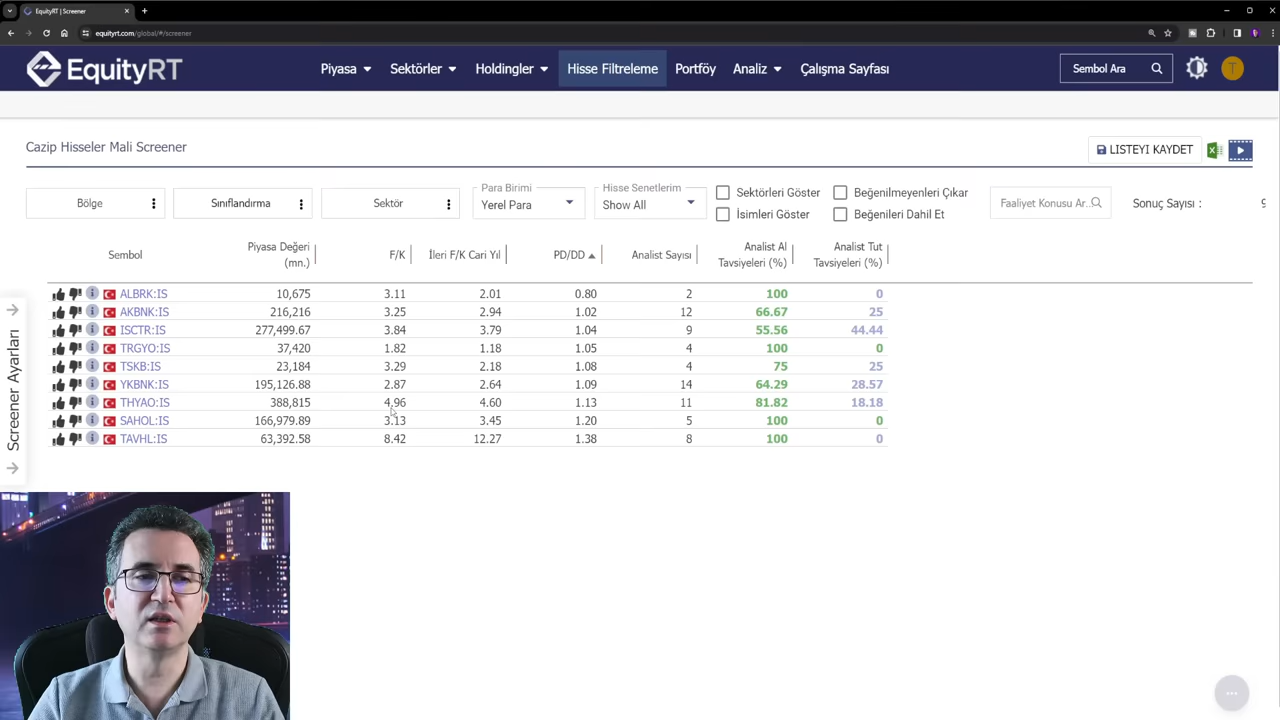 EquityRT | Screener
equityrt.com/global/#/screener
EquityRT
Piyasa
Sektörler
Holdingler
Hisse Filtreleme
Portföy
Analiz
Çalışma Sayfası
Sembol Ara
T
Cazip Hisseler Mali Screener
LISTEYI KAYDET
Bölge
Sınıflandırma
Sektör
Para Birimi
Yerel Para
Hisse Senetlerim
Show All
Sektörleri Göster
İsimleri Göster
Beğenilmeyenleri Çıkar
Beğenileri Dahil Et
Faaliyet Konusu Ar..
Sonuç Sayısı : 9
Sembol
Piyasa Değeri (mn.)
F/K
İleri F/K Cari Yıl
PD/DD
Analist Sayısı
Analist Al Tavsiyeleri (%)
Analist Tut Tavsiyeleri (%)
ALBRK:IS 10,675 3.11 2.01 0.80 2 100 0
AKBNK:IS 216,216 3.25 2.94 1.02 12 66.67 25
ISCTR:IS 277,499.67 3.84 3.79 1.04 9 55.56 44.44
TRGYO:IS 37,420 1.82 1.18 1.05 4 100 0
TSKB:IS 23,184 3.29 2.18 1.08 4 75 25
YKBNK:IS 195,126.88 2.87 2.64 1.09 14 64.29 28.57
THYAO:IS 388,815 4.96 4.60 1.13 11 81.82 18.18
SAHOL:IS 166,979.89 3.13 3.45 1.20 5 100 0
TAVHL:IS 63,392.58 8.42 12.27 1.38 8 100 0
Screener Ayarları